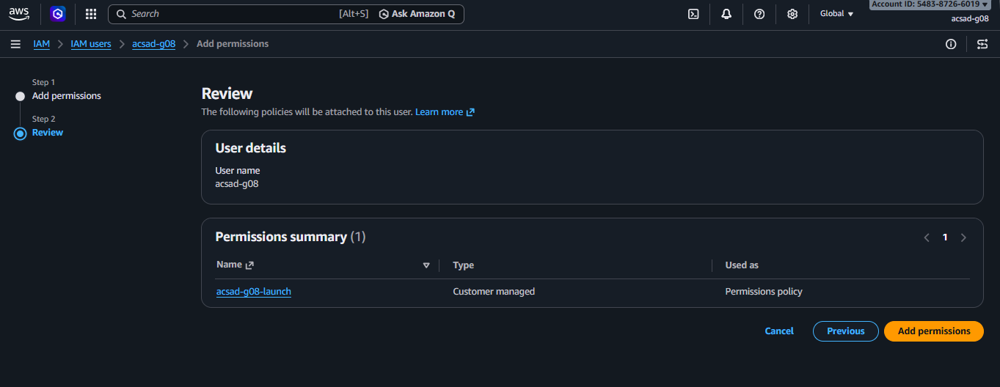 aws
Search [Alt+S] Ask Amazon Q
Global
Account ID: 5483-8726-6019
acsad-g08
IAM IAM users acsad-g08 Add permissions
Step 1
Add permissions
Step 2
Review
Review
The following policies will be attached to this user. Learn more
User details
User name
acsad-g08
Permissions summary (1)
1
Name Type Used as
acsad-g08-launch Customer managed Permissions policy
Cancel Previous Add permissions